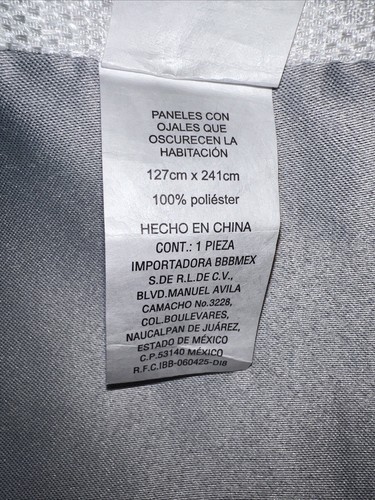 PANELES CON
OJALES QUE
OSCURECEN LA
HABITACIÓN
127cm x 241cm
100% poliéster
HECHO EN CHINA
CONT.: 1 PIEZA
IMPORTADORA BBBMEX
S.DE R.L.DE C.V.,
BLVD.MANUEL AVILA
CAMACHO No.3228,
COL.BOULEVARES,
NAUCALPAN DE JUÁREZ,
ESTADO DE MÉXICO
C.P.53140 MÉXICO
R.F.C.IBB-060425-DI8